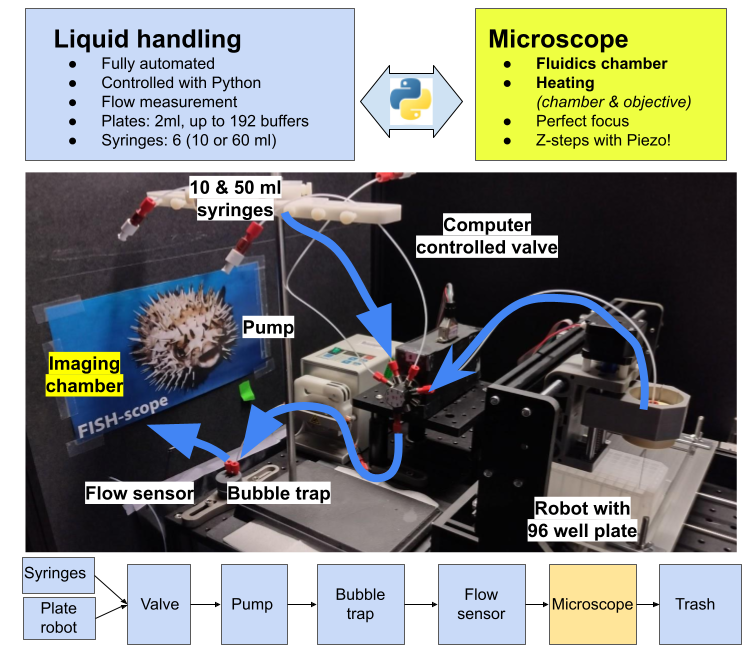 Liquid handling
● Fully automated
● Controlled with Python
● Flow measurement
● Plates: 2ml, up to 192 buffers
● Syringes: 6 (10 or 60 ml)
Microscope
● Fluidics chamber
● Heating
(chamber & objective)
● Perfect focus
● Z-steps with Piezo!
10 & 50 ml
syringes
Computer
controlled valve
Pump
Imaging
chamber
FISH-scope
Flow sensor
Bubble trap
Robot with
96 well plate
Syringes
Plate
robot
Valve
Pump
Bubble
trap
Flow
sensor
Microscope
Trash